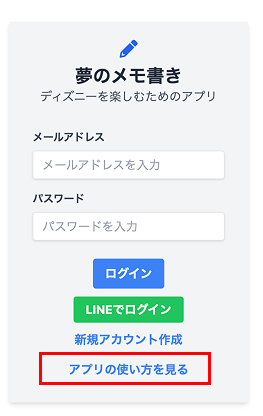 夢のメモ書き
ディズニーを楽しむためのアプリ
メールアドレス
メールアドレスを入力
パスワード
パスワードを入力
ログイン
LINEでログイン
新規アカウント作成
アプリの使い方を見る